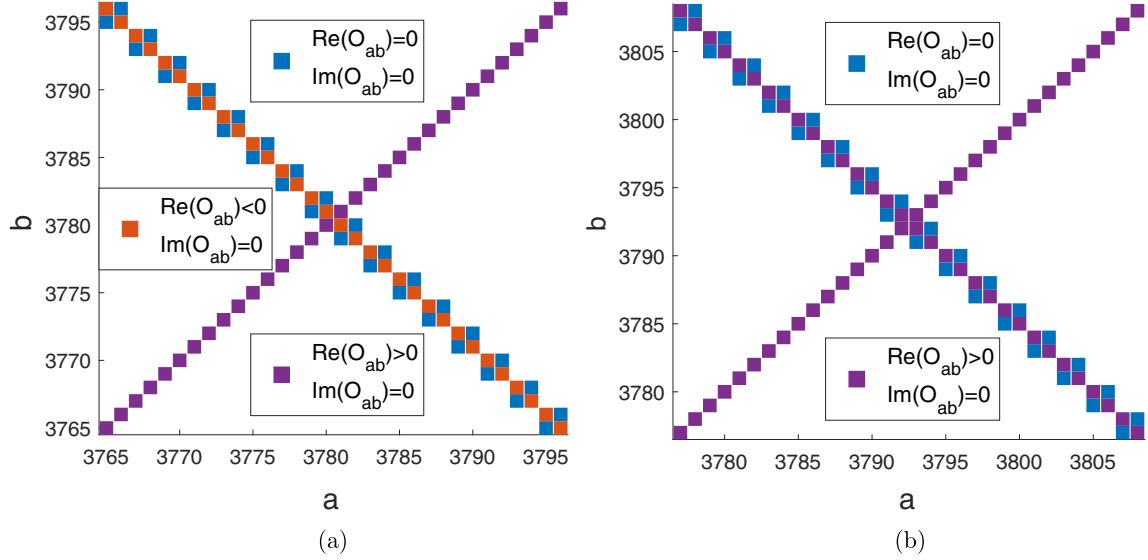 3795
3790
3785
3780
3775
3770
3765
b
Re(O_ab)=0
Im(O_ab)=0
Re(O_ab)<0
Im(O_ab)=0
Re(O_ab)>0
Im(O_ab)=0
3765 3770 3775 3780 3785 3790 3795
a
(a)
3805
3800
3795
3790
3785
3780
b
Re(O_ab)=0
Im(O_ab)=0
Re(O_ab)>0
Im(O_ab)=0
3780 3785 3790 3795 3800 3805
a
(b)